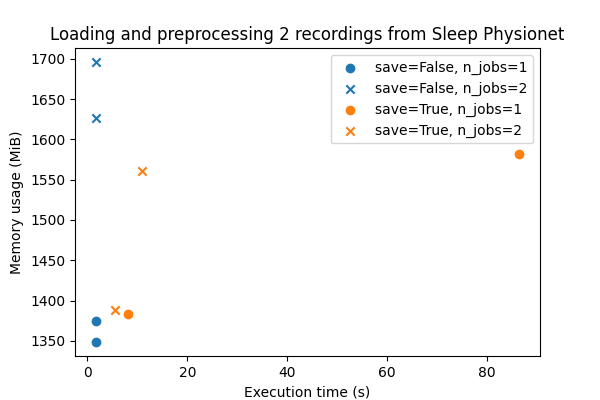 Loading and preprocessing 2 recordings from Sleep Physionet
save=False, n_jobs=1
save=False, n_jobs=2
save=True, n_jobs=1
save=True, n_jobs=2
Memory usage (MiB)
1700
1650
1600
1550
1500
1450
1400
1350
0 20 40 60 80
Execution time (s)